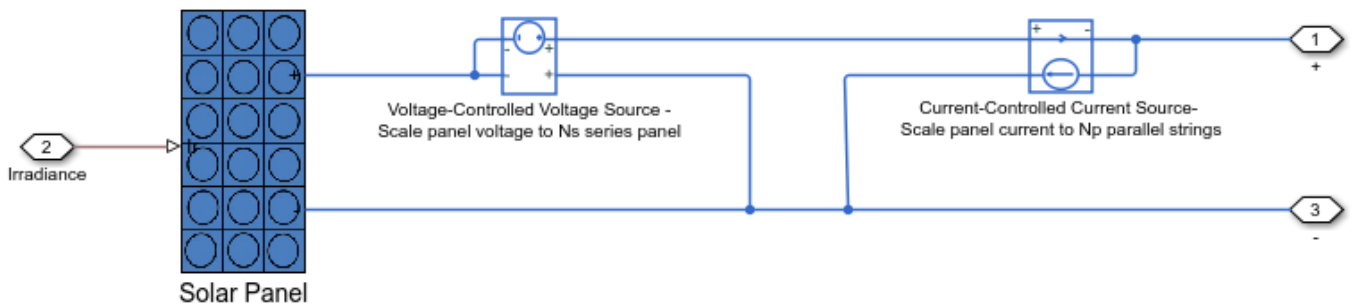 2
Irradiance
Ir
+
-
Solar Panel
-
+
-
+
Voltage-Controlled Voltage Source -
Scale panel voltage to Ns series panel
+
-
Current-Controlled Current Source-
Scale panel current to Np parallel strings
1
+
3
-